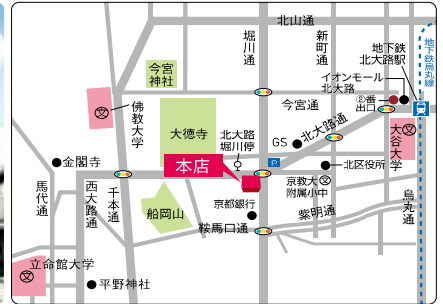 北山通
堀川通
新町通
地下鉄烏丸線
地下鉄
北大路駅
イオンモール
北大路
②番
出口
今宮
神社
今宮通
佛教大学
文
大徳寺
北大路
堀川停
GS
北大路通
文
大谷大学
本店
P
金閣寺
北区役所
京教大文
附属小中
馬代通
西大路通
千本通
船岡山
京都銀行
紫明通
烏丸通
鞍馬口通
立命館大学
文
平野神社